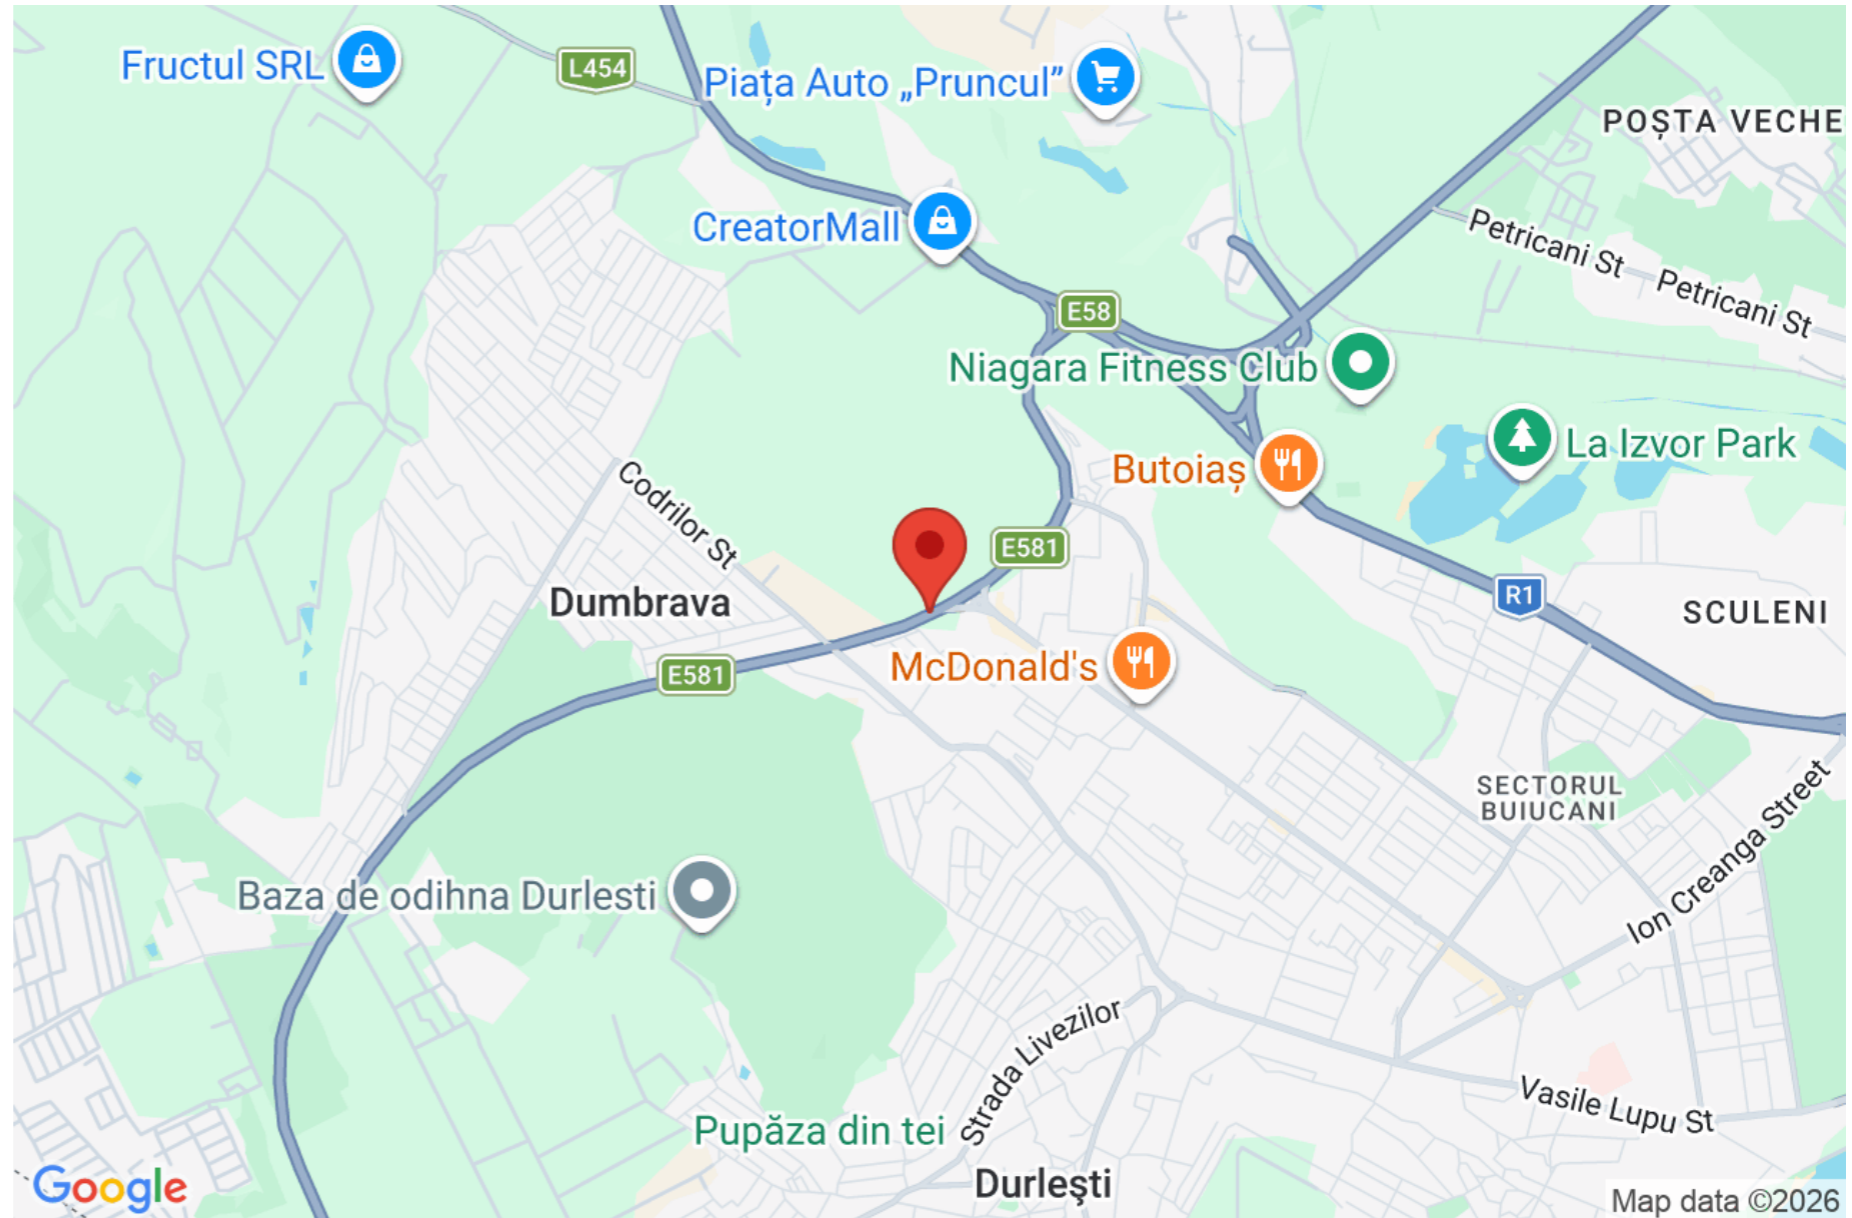 Fructul SRL
L454
Piața Auto „Pruncul”
POȘTA VECHE
CreatorMall
Petricani St
Petricani St
E58
Niagara Fitness Club
La Izvor Park
Butoiaș
Codrilor St
E581
Dumbrava
R1
SCULENI
McDonald's
E581
SECTORUL
BUIUCANI
Ion Creanga Street
Baza de odihna Durlesti
Strada Livezilor
Vasile Lupu St
Pupăza din tei
Durleşti
Google
Map data ©2026